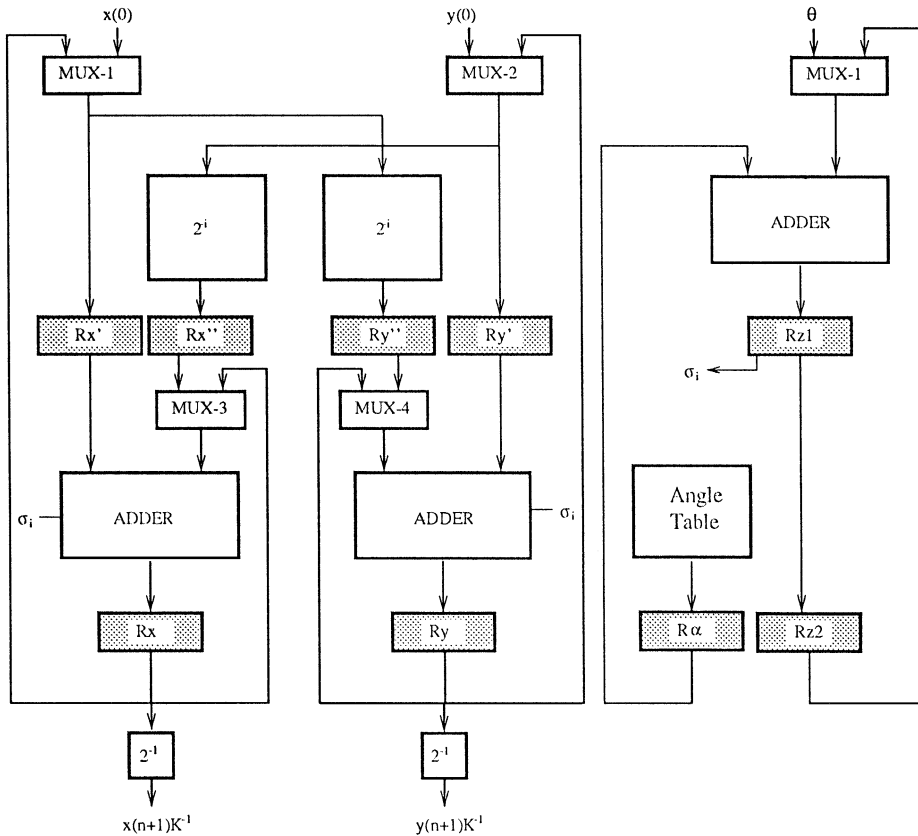 x(0) y(0) θ
MUX-1 MUX-2 MUX-1
2^i 2^i ADDER
Rx' Rx'' Ry'' Ry' Rz1
σi
MUX-3 MUX-4
σi ADDER ADDER σi Angle
Table
Rx Ry Rα Rz2
2^-1 2^-1
x(n+1)K^-1 y(n+1)K^-1